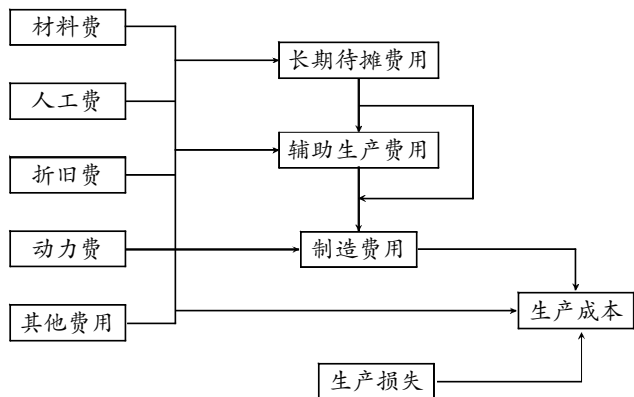 材料费
长期待摊费用
人工费
辅助生产费用
折旧费
动力费
制造费用
其他费用
生产成本
生产损失